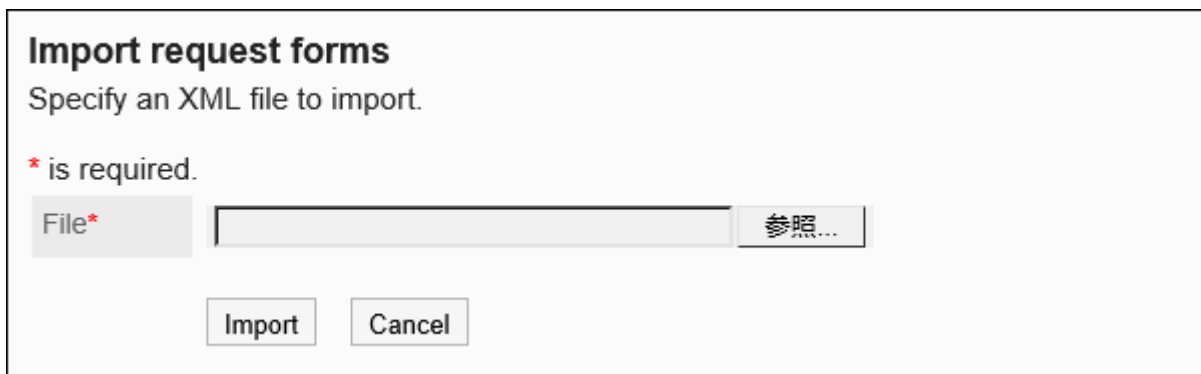 Import request forms
Specify an XML file to import.
* is required.
File* 参照...
Import Cancel